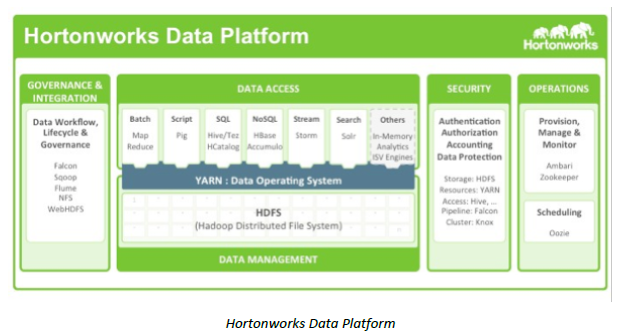 Hortonworks Data Platform
Hortonworks
GOVERNANCE &
INTEGRATION
Data Workflow,
Lifecycle &
Governance
Falcon
Sqoop
Flume
NFS
WebHDFS
DATA ACCESS
Batch
Map
Reduce
Script
Pig
SQL
Hive/Tez
HCatalog
NoSQL
HBase
Accumulo
Stream
Storm
Search
Solr
Others
In-Memory
Analytics
ISV Engines
YARN : Data Operating System
HDFS
(Hadoop Distributed File System)
DATA MANAGEMENT
SECURITY
Authentication
Authorization
Accounting
Data Protection
Storage: HDFS
Resources: YARN
Access: Hive, ...
Pipeline: Falcon
Cluster: Knox
OPERATIONS
Provision,
Manage &
Monitor
Ambari
Zookeeper
Scheduling
Oozie
Hortonworks Data Platform